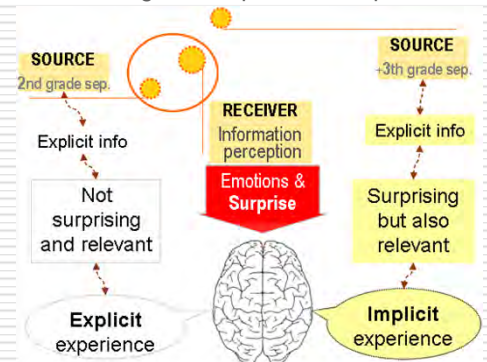 SOURCE
2nd grade sep.
Explicit info
Not
surprising
and relevant
Explicit
experience
RECEIVER
Information
perception
Emotions &
Surprise
SOURCE
+3th grade sep.
Explicit info
Surprising
but also
relevant
Implicit
experience